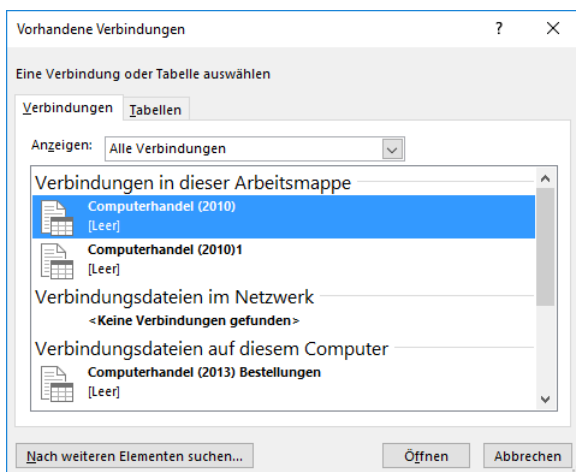 Vorhandene Verbindungen ?
Eine Verbindung oder Tabelle auswählen
Verbindungen Tabellen
Anzeigen: Alle Verbindungen
Verbindungen in dieser Arbeitsmappe
Computerhandel (2010)
[Leer]
Computerhandel (2010)1
[Leer]
Verbindungsdateien im Netzwerk
<Keine Verbindungen gefunden>
Verbindungsdateien auf diesem Computer
Computerhandel (2013) Bestellungen
[Leer]
Nach weiteren Elementen suchen... Öffnen Abbrechen